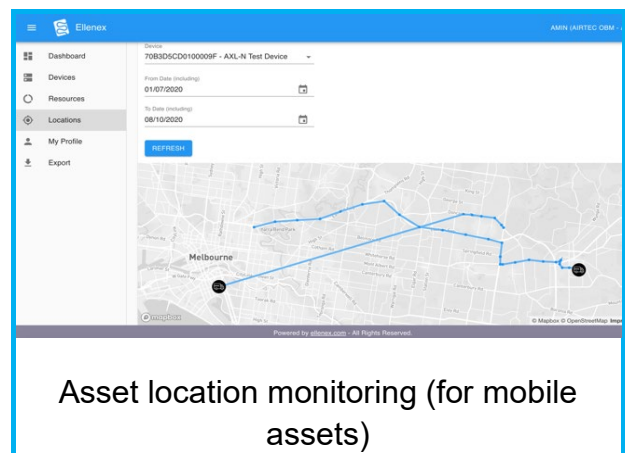 Ellenex
AMIN (AIRTEC OBM -
Dashboard
Devices
Resources
Locations
My Profile
Export
Device
70B3D5CD0100009F - AXL-N Test Device
From Date (including)
01/07/2020
To Date (including)
08/10/2020
REFRESH
Melbourne
mapbox
© Mapbox © OpenStreetMap
Powered by ellenex.com - All Rights Reserved.
Asset location monitoring (for mobile
assets)